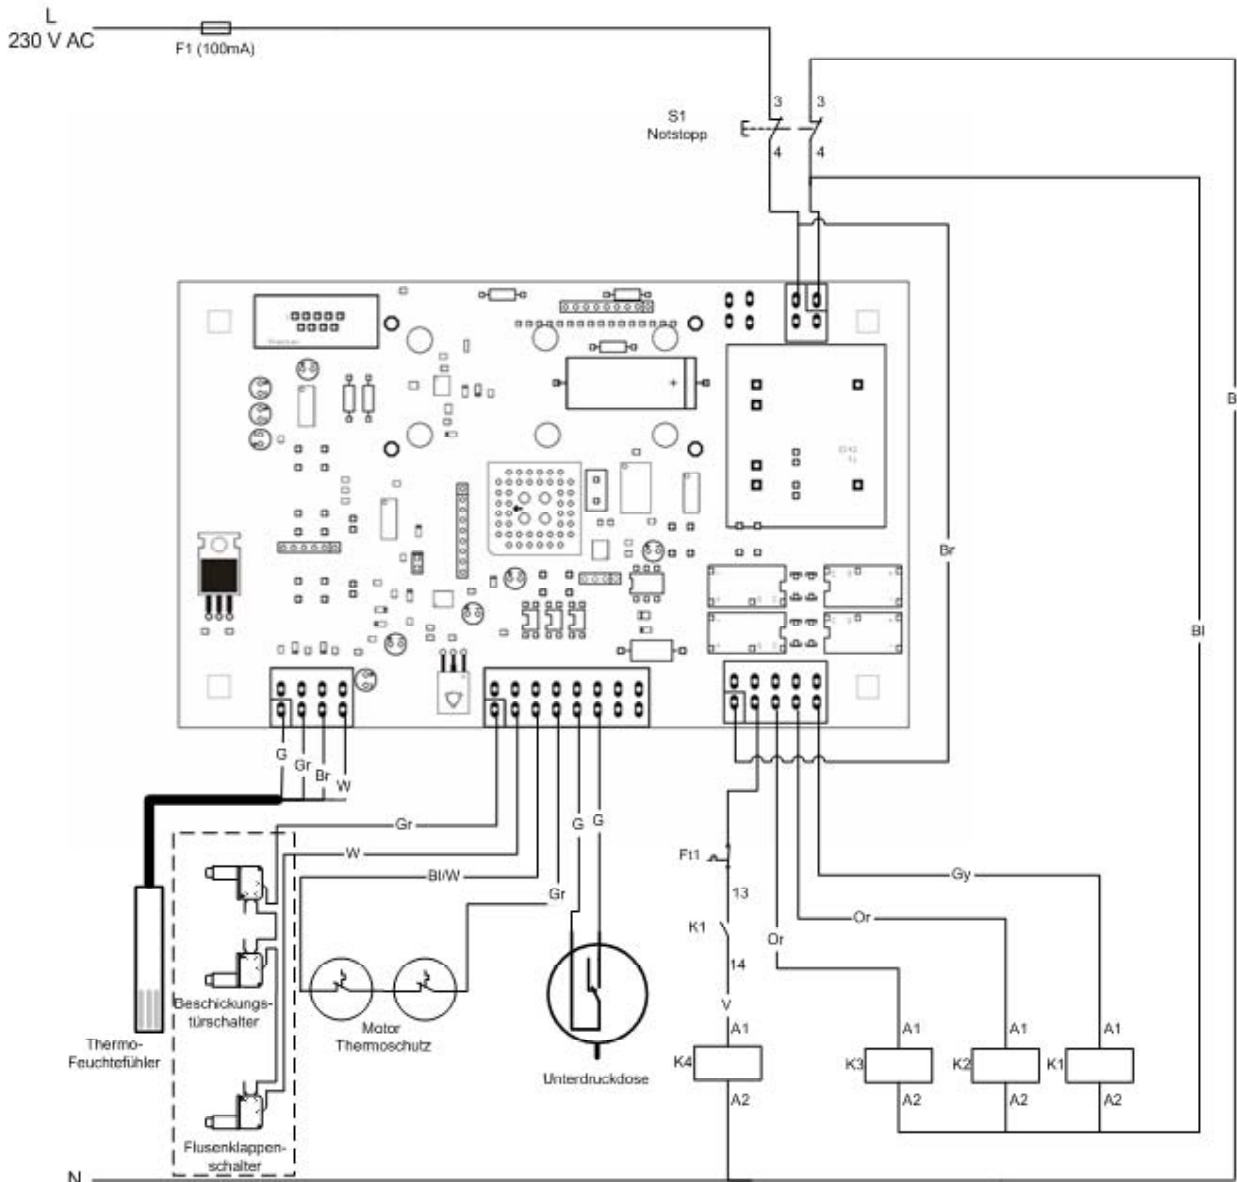 L
230 V AC
F1 (100mA)
S1
Notstopp
3
3
4
4
B
Br
Bl
G
Gr
Br
W
Gr
W
Bl/W
Gr
G
G
Ft1
13
K1
14
V
Or
Or
Gy
Beschickungs-
türschalter
Motor
Thermoschutz
Thermo-
Feuchtefühler
Unterdruckdose
A1
K4
A2
A1
K3
A2
A1
K2
A2
A1
K1
A2
Flusenklappen-
schalter
N